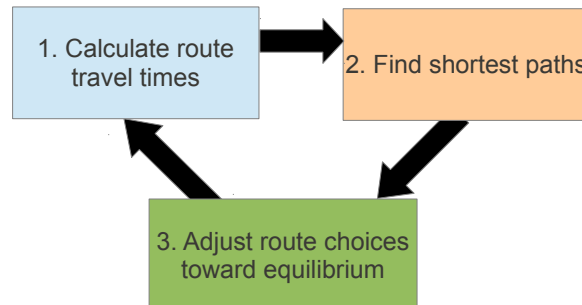 1. Calculate route
travel times
2. Find shortest paths
3. Adjust route choices
toward equilibrium